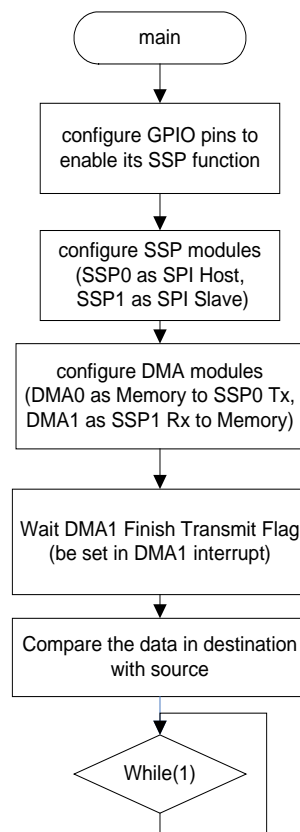 main
configure GPIO pins to
enable its SSP function
configure SSP modules
(SSP0 as SPI Host,
SSP1 as SPI Slave)
configure DMA modules
(DMA0 as Memory to SSP0 Tx,
DMA1 as SSP1 Rx to Memory)
Wait DMA1 Finish Transmit Flag
(be set in DMA1 interrupt)
Compare the data in destination
with source
While(1)